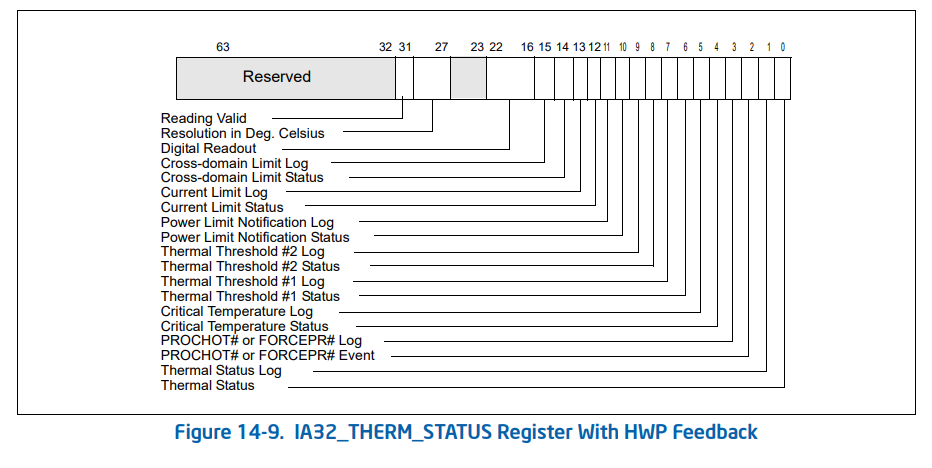 63 32 31 27 23 22 16 15 14 13 12 11 10 9 8 7 6 5 4 3 2 1 0
Reserved
Reading Valid
Resolution in Deg. Celsius
Digital Readout
Cross-domain Limit Log
Cross-domain Limit Status
Current Limit Log
Current Limit Status
Power Limit Notification Log
Power Limit Notification Status
Thermal Threshold #2 Log
Thermal Threshold #2 Status
Thermal Threshold #1 Log
Thermal Threshold #1 Status
Critical Temperature Log
Critical Temperature Status
PROCHOT# or FORCEPR# Log
PROCHOT# or FORCEPR# Event
Thermal Status Log
Thermal Status
Figure 14-9. IA32_THERM_STATUS Register With HWP Feedback